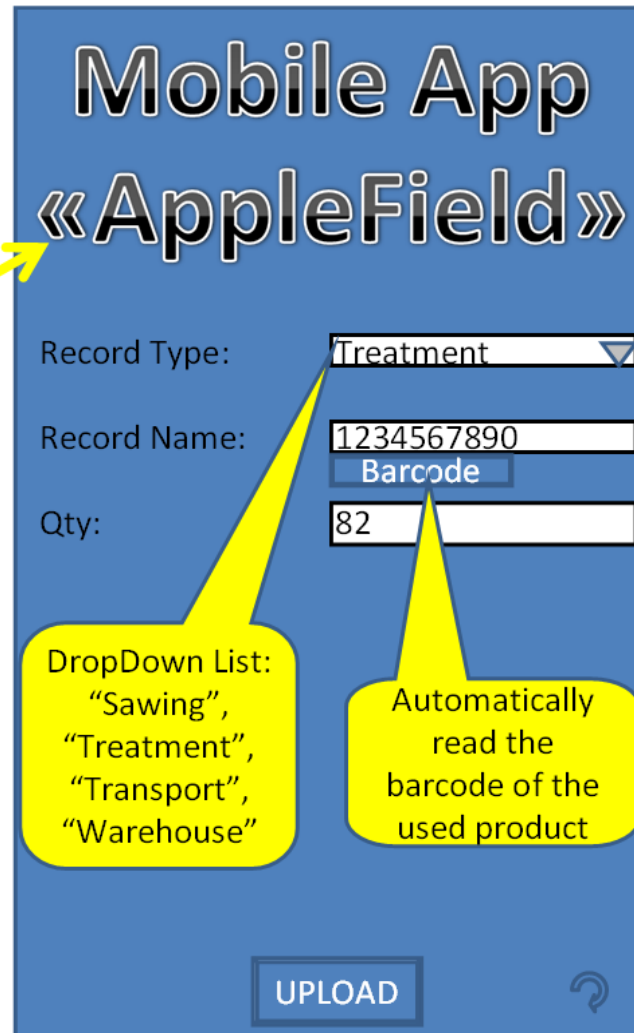 Mobile App
«AppleField»
Record Type:
Treatment
Record Name:
1234567890
Barcode
Qty:
82
DropDown List:
“Sawing”,
“Treatment”,
“Transport”,
“Warehouse”
Automatically
read the
barcode of the
used product
UPLOAD